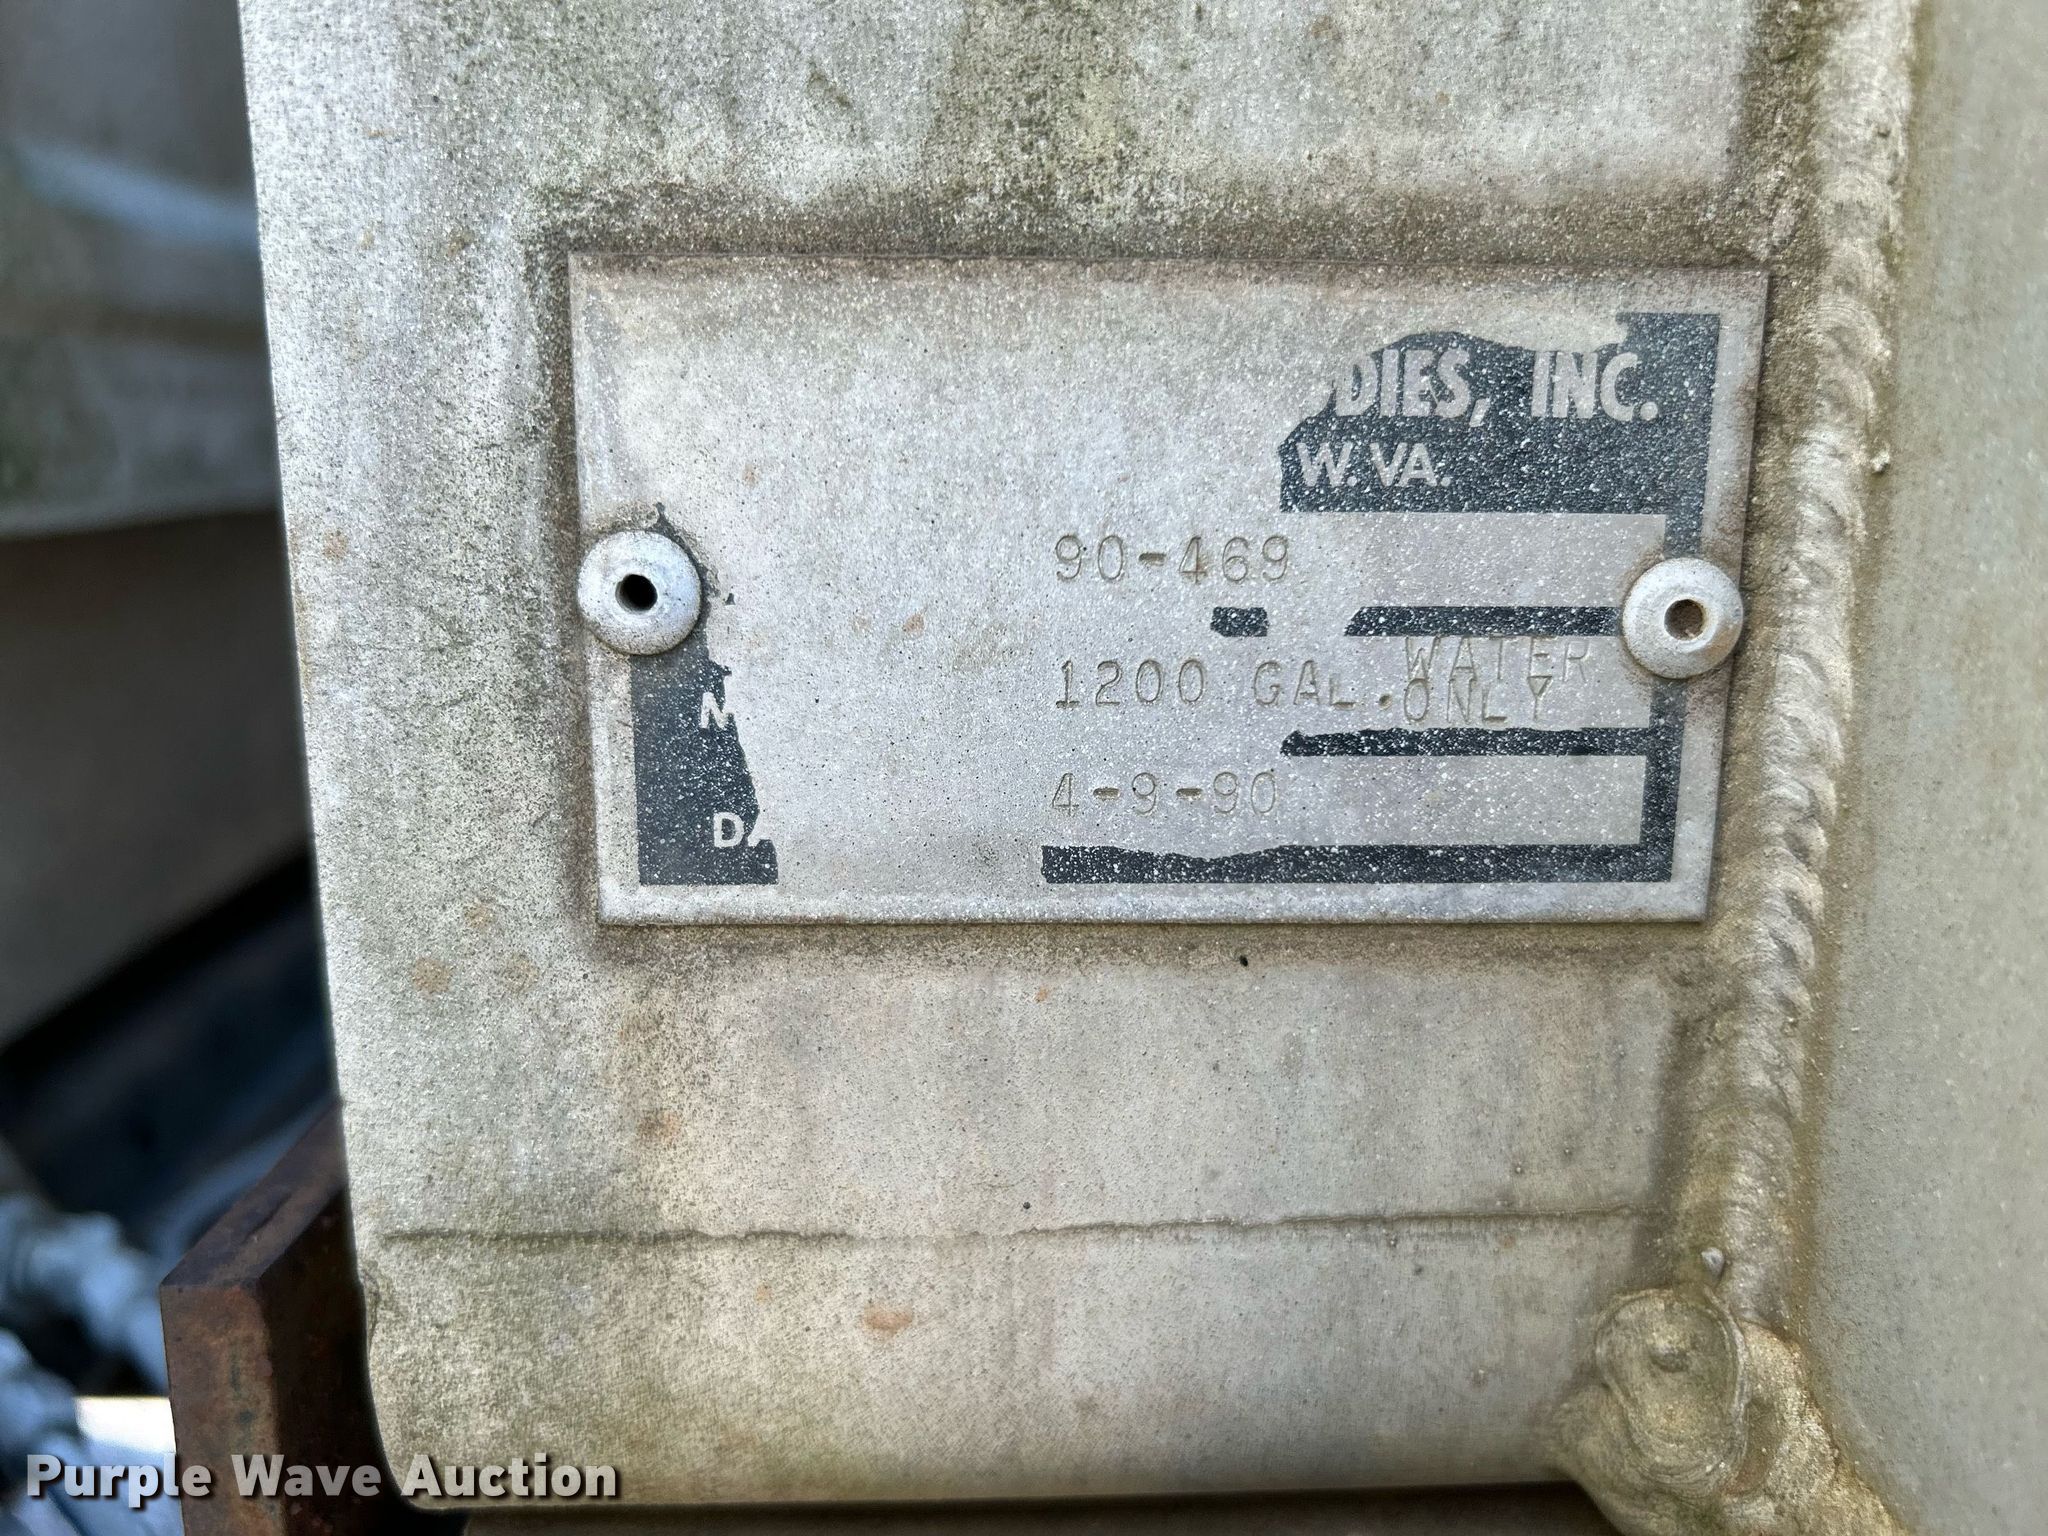 DIES, INC.
W. VA.
90-469
1200 GAL. WATER
ONLY
4-9-90
Purple Wave Auction